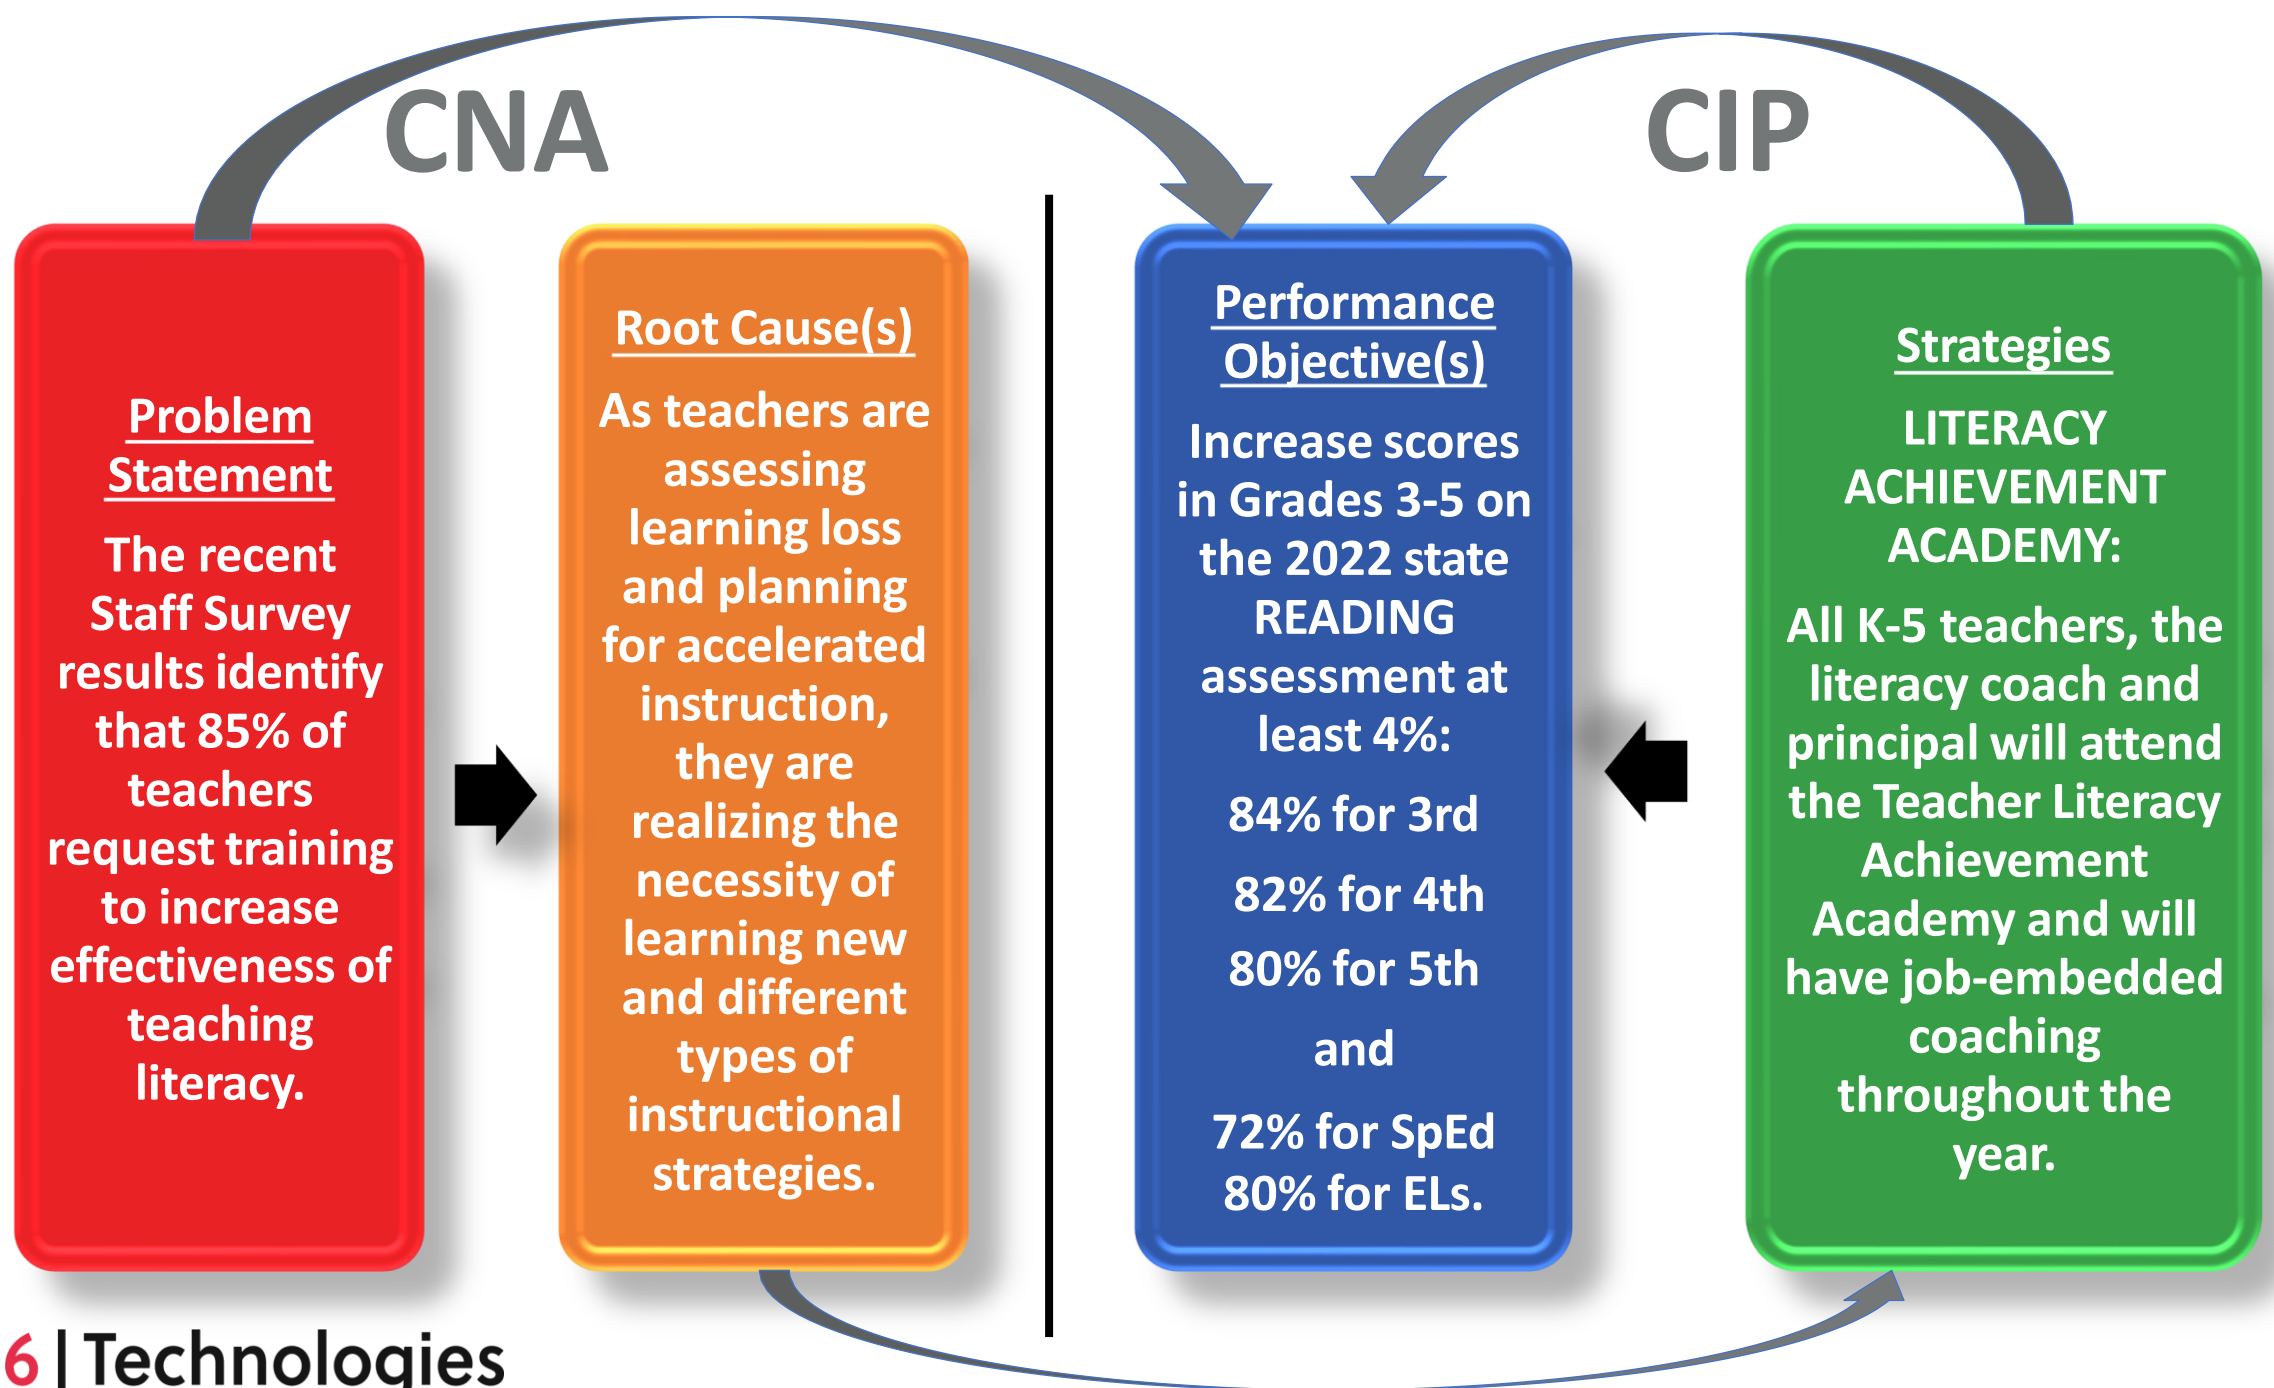 CNA
CIP
Problem
Statement
The recent
Staff Survey
results identify
that 85% of
teachers
request training
to increase
effectiveness of
teaching
literacy.
Root Cause(s)
As teachers are
assessing
learning loss
and planning
for accelerated
instruction,
they are
realizing the
necessity of
learning new
and different
types of
instructional
strategies.
Performance
Objective(s)
Increase scores
in Grades 3-5 on
the 2022 state
READING
assessment at
least 4%:
84% for 3rd
82% for 4th
80% for 5th
and
72% for SpEd
80% for ELs.
Strategies
LITERACY
ACHIEVEMENT
ACADEMY:
All K-5 teachers, the
literacy coach and
principal will attend
the Teacher Literacy
Achievement
Academy and will
have job-embedded
coaching
throughout the
year.
6 | Technologies